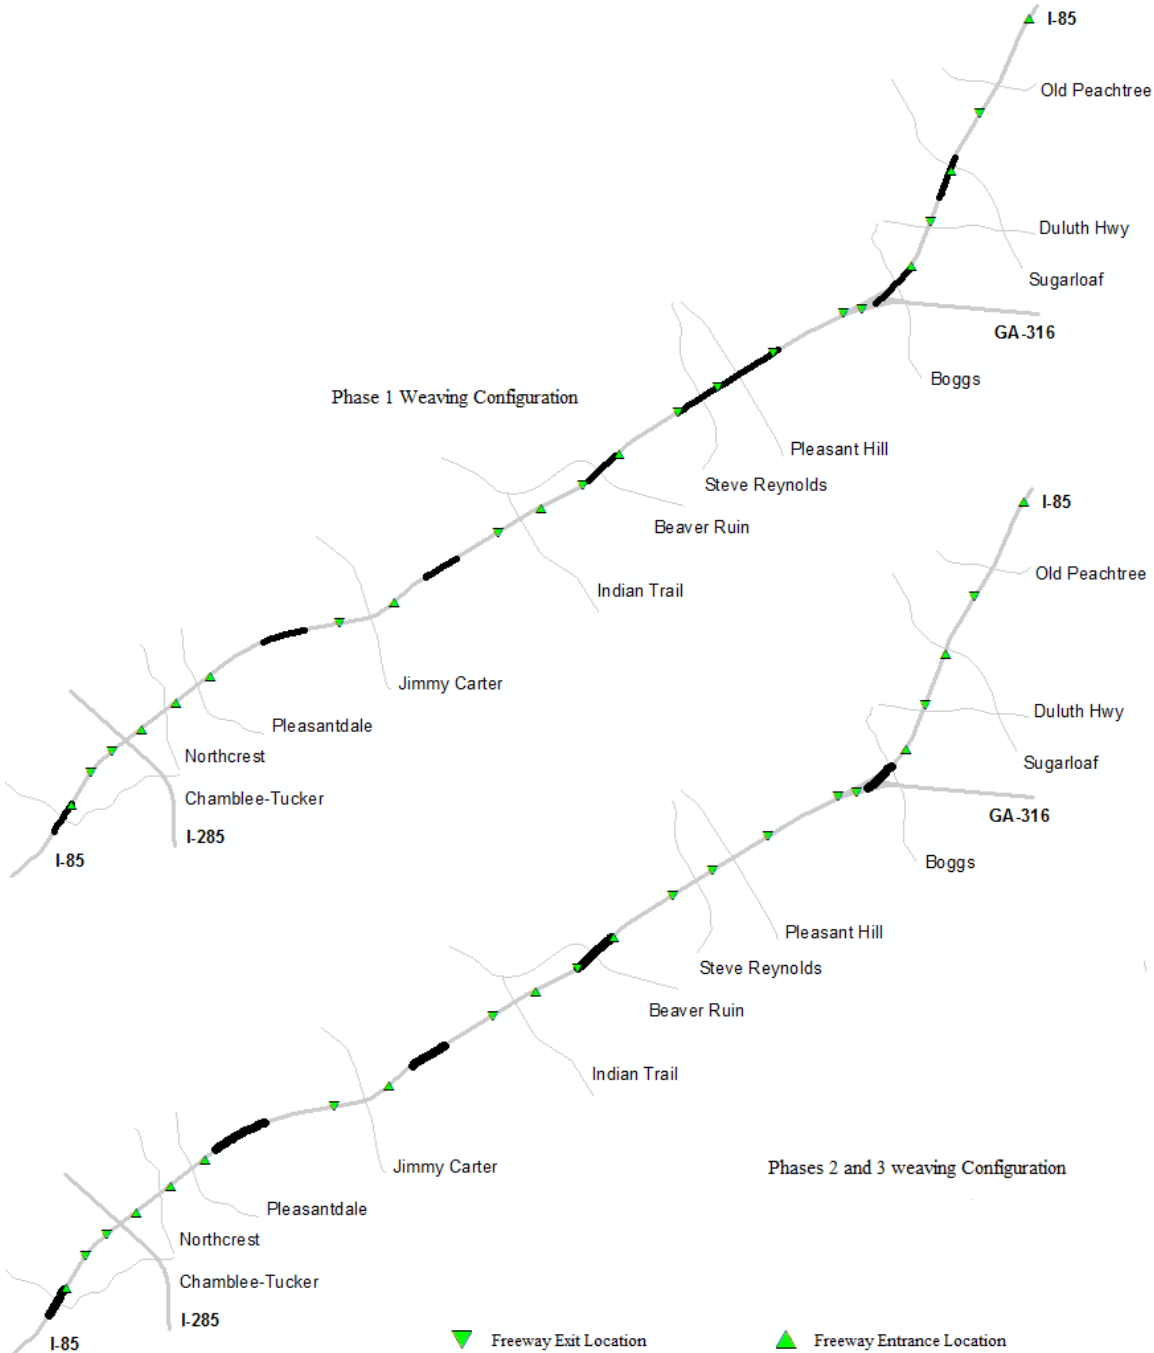 I-85
Old Peachtree
Duluth Hwy
Sugarloaf
GA-316
Boggs
Phase 1 Weaving Configuration
Pleasant Hill
Steve Reynolds
Beaver Ruin
Indian Trail
Jimmy Carter
Pleasantdale
Northcrest
Chamblee-Tucker
I-285
I-85
I-85
Old Peachtree
Duluth Hwy
Sugarloaf
GA-316
Boggs
Pleasant Hill
Steve Reynolds
Beaver Ruin
Indian Trail
Jimmy Carter
Phases 2 and 3 weaving Configuration
Pleasantdale
Northcrest
Chamblee-Tucker
I-285
I-85
Freeway Exit Location
Freeway Entrance Location